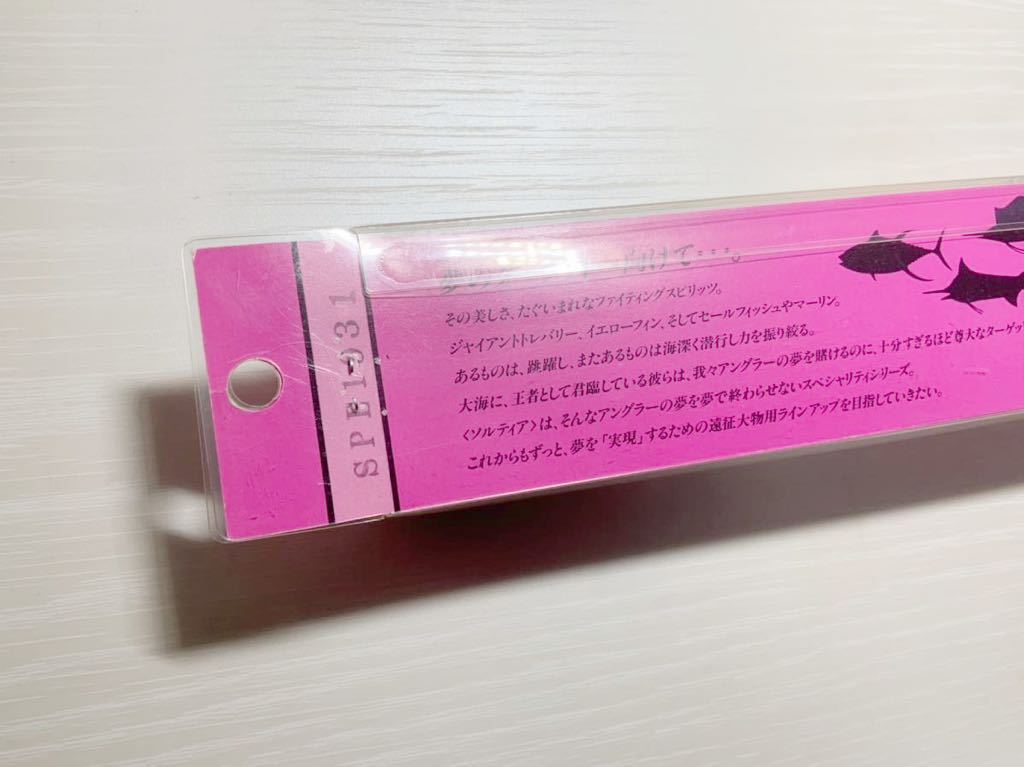 SPE1-031
夢の 向けて･･･。
その美しさ、たぐいまれなファイティングスピリッツ。
ジャイアントトレバリー、イエローフィン、そしてセールフィッシュやマーリン。
あるものは、跳躍し、またあるものは海深く潜行し力を振り絞る。
大海に、王者として君臨している彼らは、我々アングラーの夢を賭けるのに、十分すぎるほど尊大なターゲッ
〈ソルティア〉は、そんなアングラーの夢を夢で終わらせないスペシャリティシリーズ。
これからもずっと、夢を「実現」するための遠征大物用ラインアップを目指していきたい。